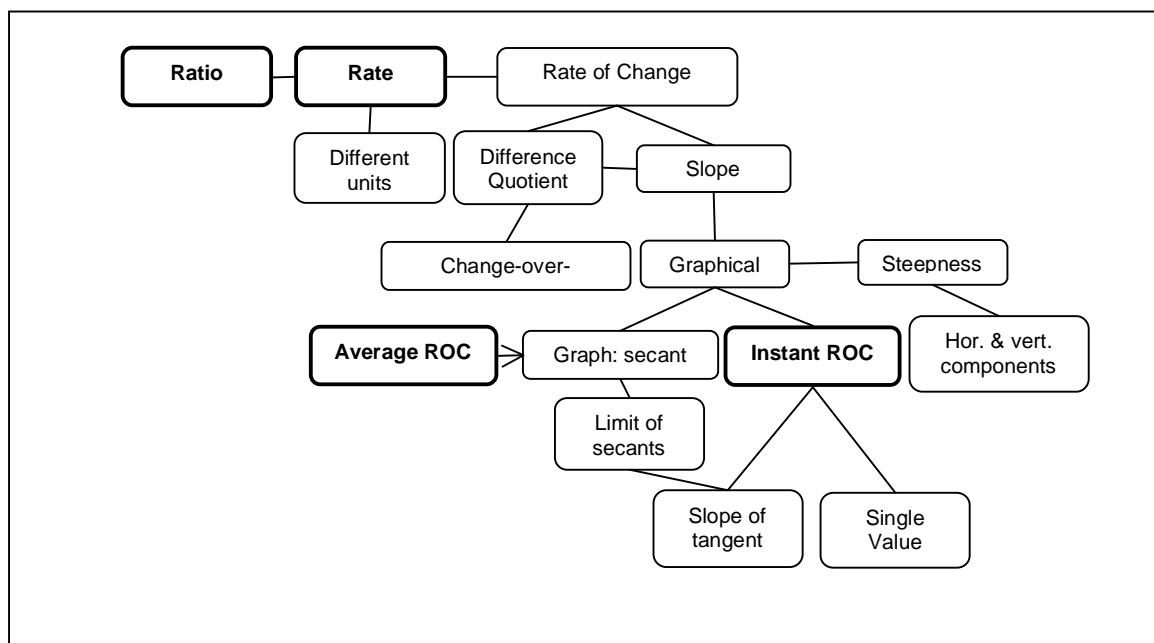 Ratio
Rate
Rate of Change
Different
units
Difference
Quotient
Slope
Change-over-
Graphical
Steepness
Average ROC
Graph: secant
Instant ROC
Hor. & vert.
components
Limit of
secants
Slope of
tangent
Single
Value